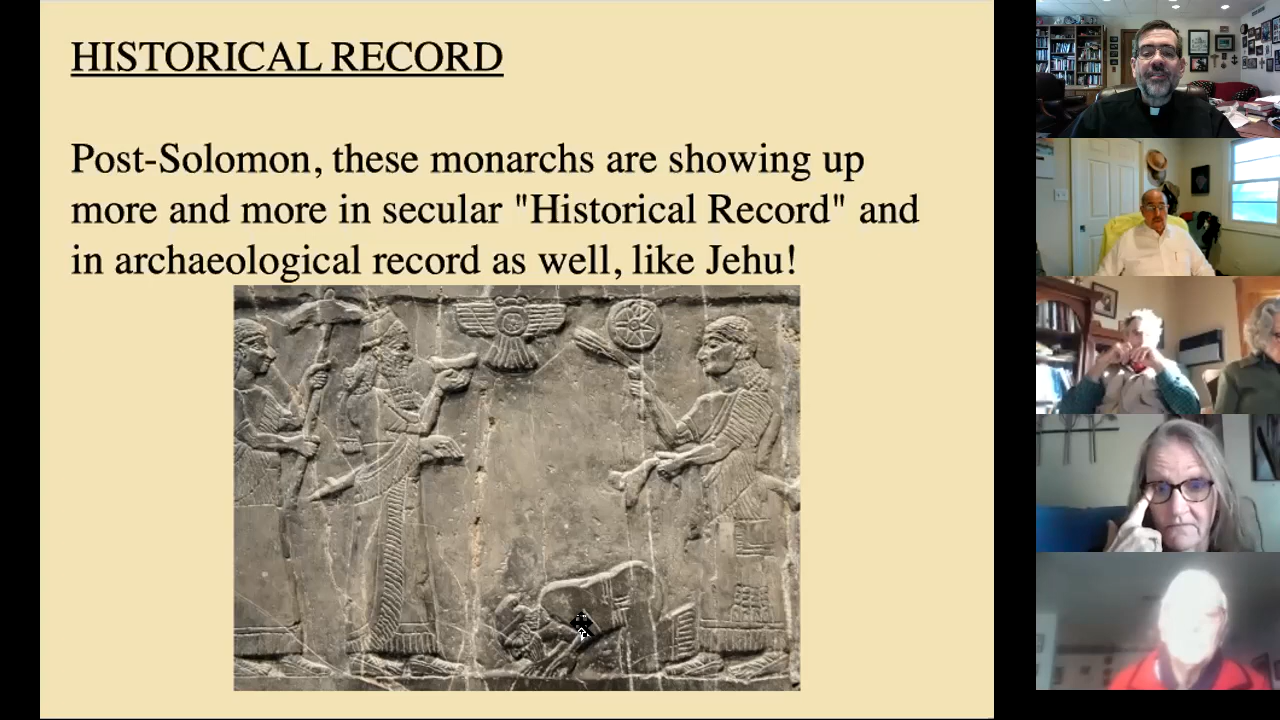 HISTORICAL RECORD
Post-Solomon, these monarchs are showing up
more and more in secular "Historical Record" and
in archaeological record as well, like Jehu!